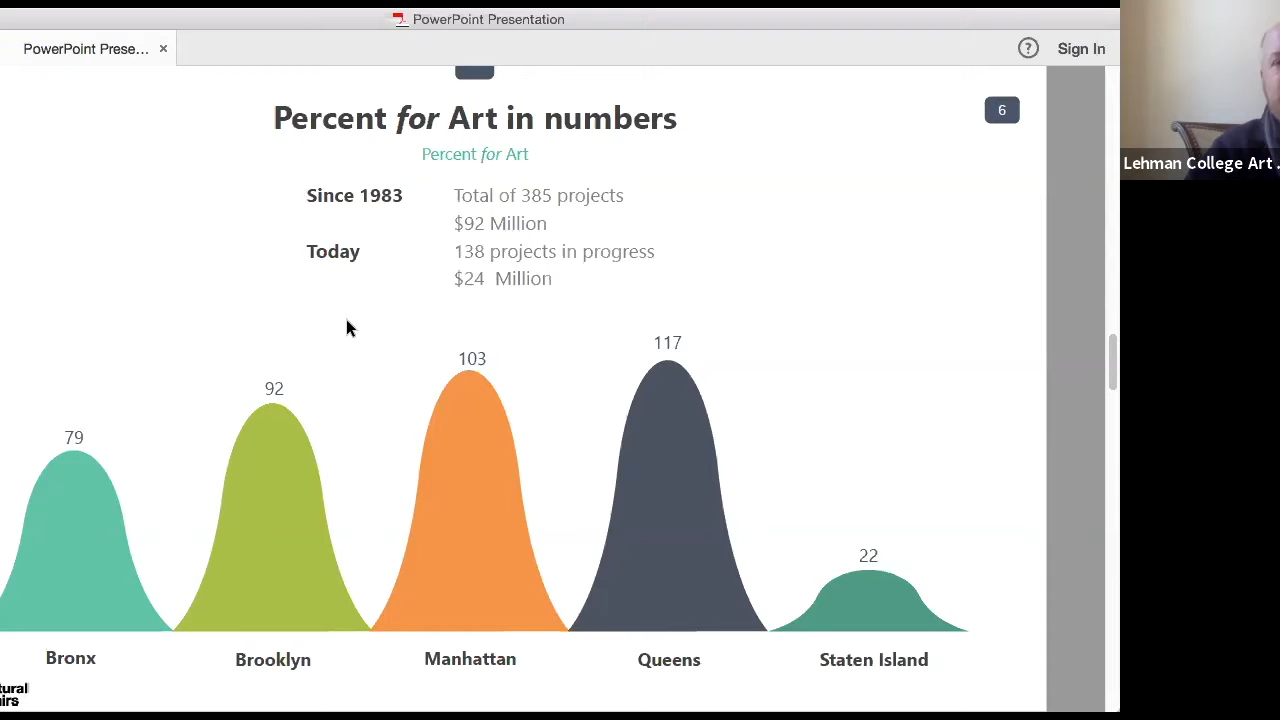 PowerPoint Presentation
PowerPoint Prese... ×
? Sign In
6
Percent for Art in numbers
Percent for Art
Since 1983 Total of 385 projects
$92 Million
Today 138 projects in progress
$24 Million
79
92
103
117
22
Bronx
Brooklyn
Manhattan
Queens
Staten Island
tural
irs
Lehman College Art .